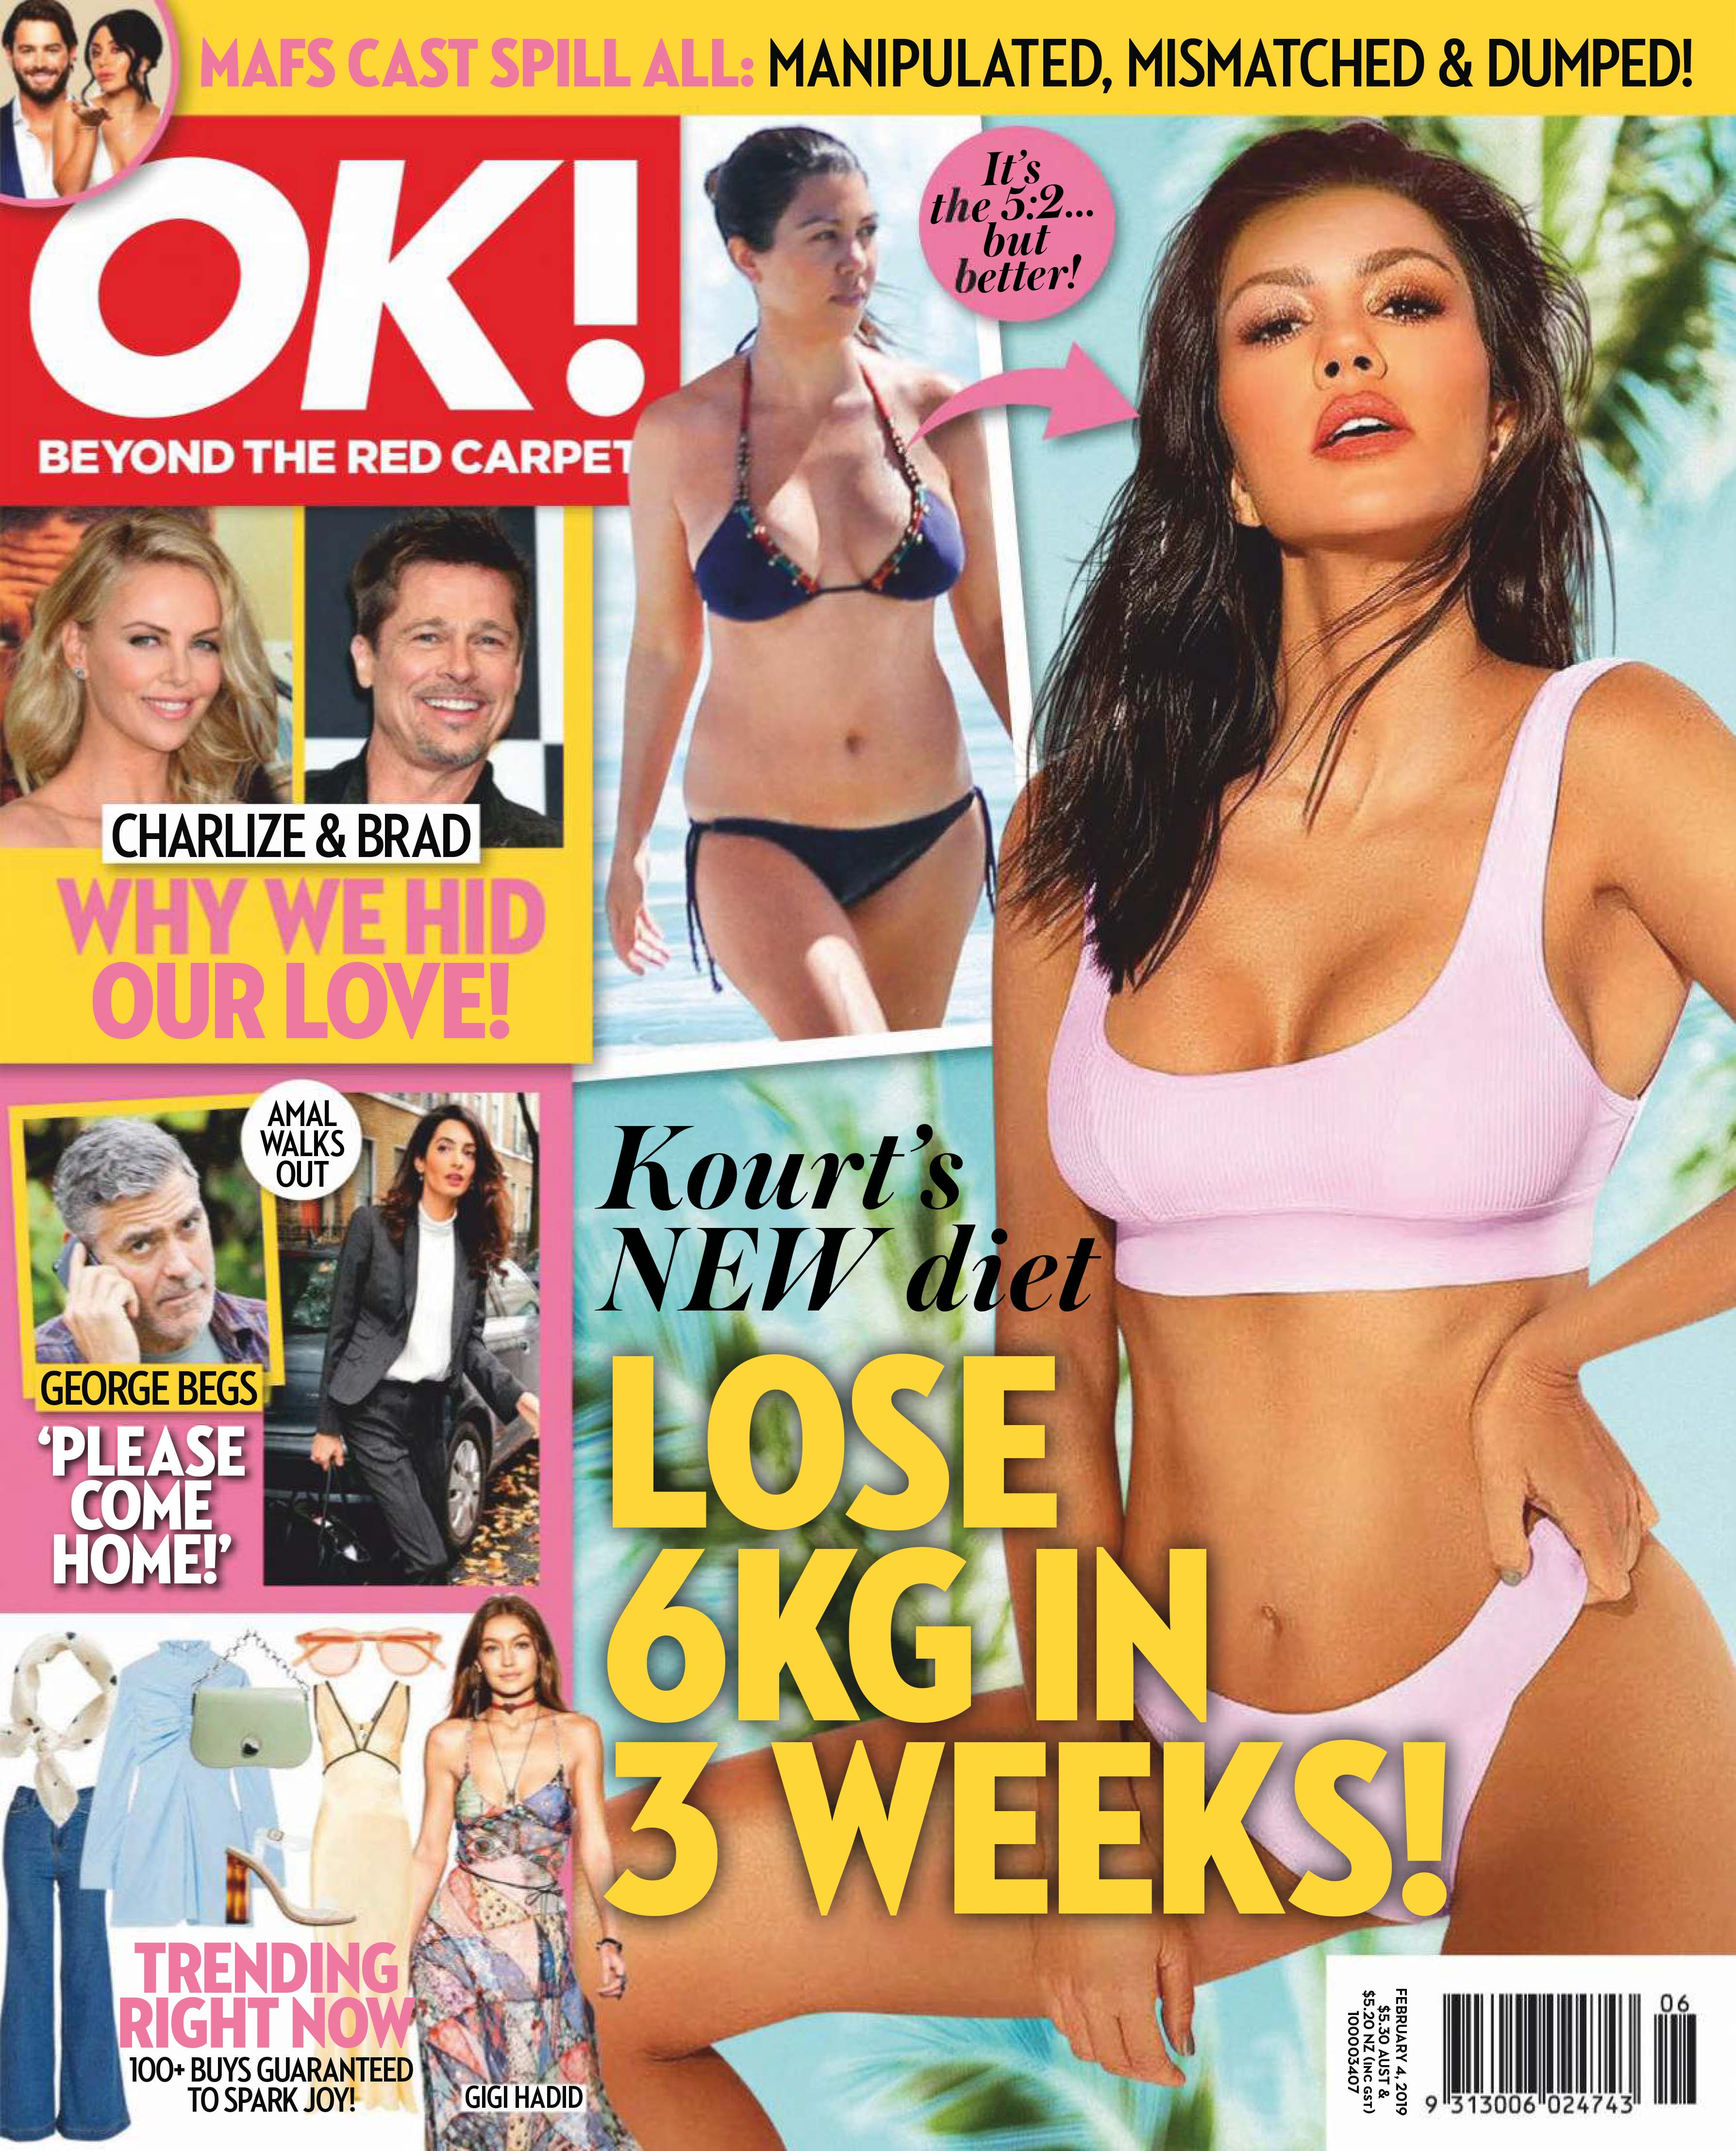 MAFS CAST SPILL ALL: MANIPULATED, MISMATCHED & DUMPED!
OK!
BEYOND THE RED CARPET
It's
the 5:2...
but
better!
CHARLIZE & BRAD
WHY WE HID
OUR LOVE!
AMAL
WALKS
OUT
GEORGE BEGS
'PLEASE
COME
HOME!'
Kourt's
NEW diet
LOSE
6KG IN
3 WEEKS!
TRENDING
RIGHT NOW
100+ BUYS GUARANTEED
TO SPARK JOY!
GIGI HADID
FEBRUARY 4, 2019
$5.30 AUST &
$5.20 NZ (INC GST)
100003407
06
9 313006 024743